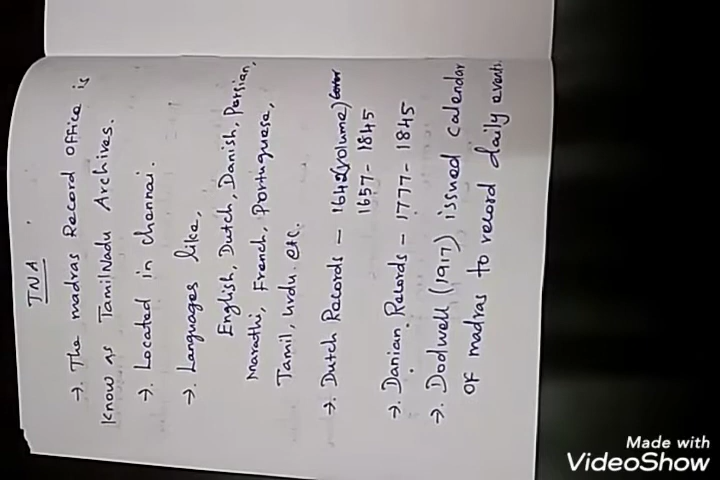 TNA
→ The madras Record office is
know as TamilNadu Archives.
→ Located in chennai.
→ Languages like,
English, Dutch, Danish, Persian,
Marathi, French, Portuguese,
Tamil, urdu. etc.
→ Dutch Records - 1642(volume)
1657- 1845
→ Danian Records - 1777- 1845
→ Dodwell (1917) issued calendar
of madras to record daily events.
Made with
VideoShow